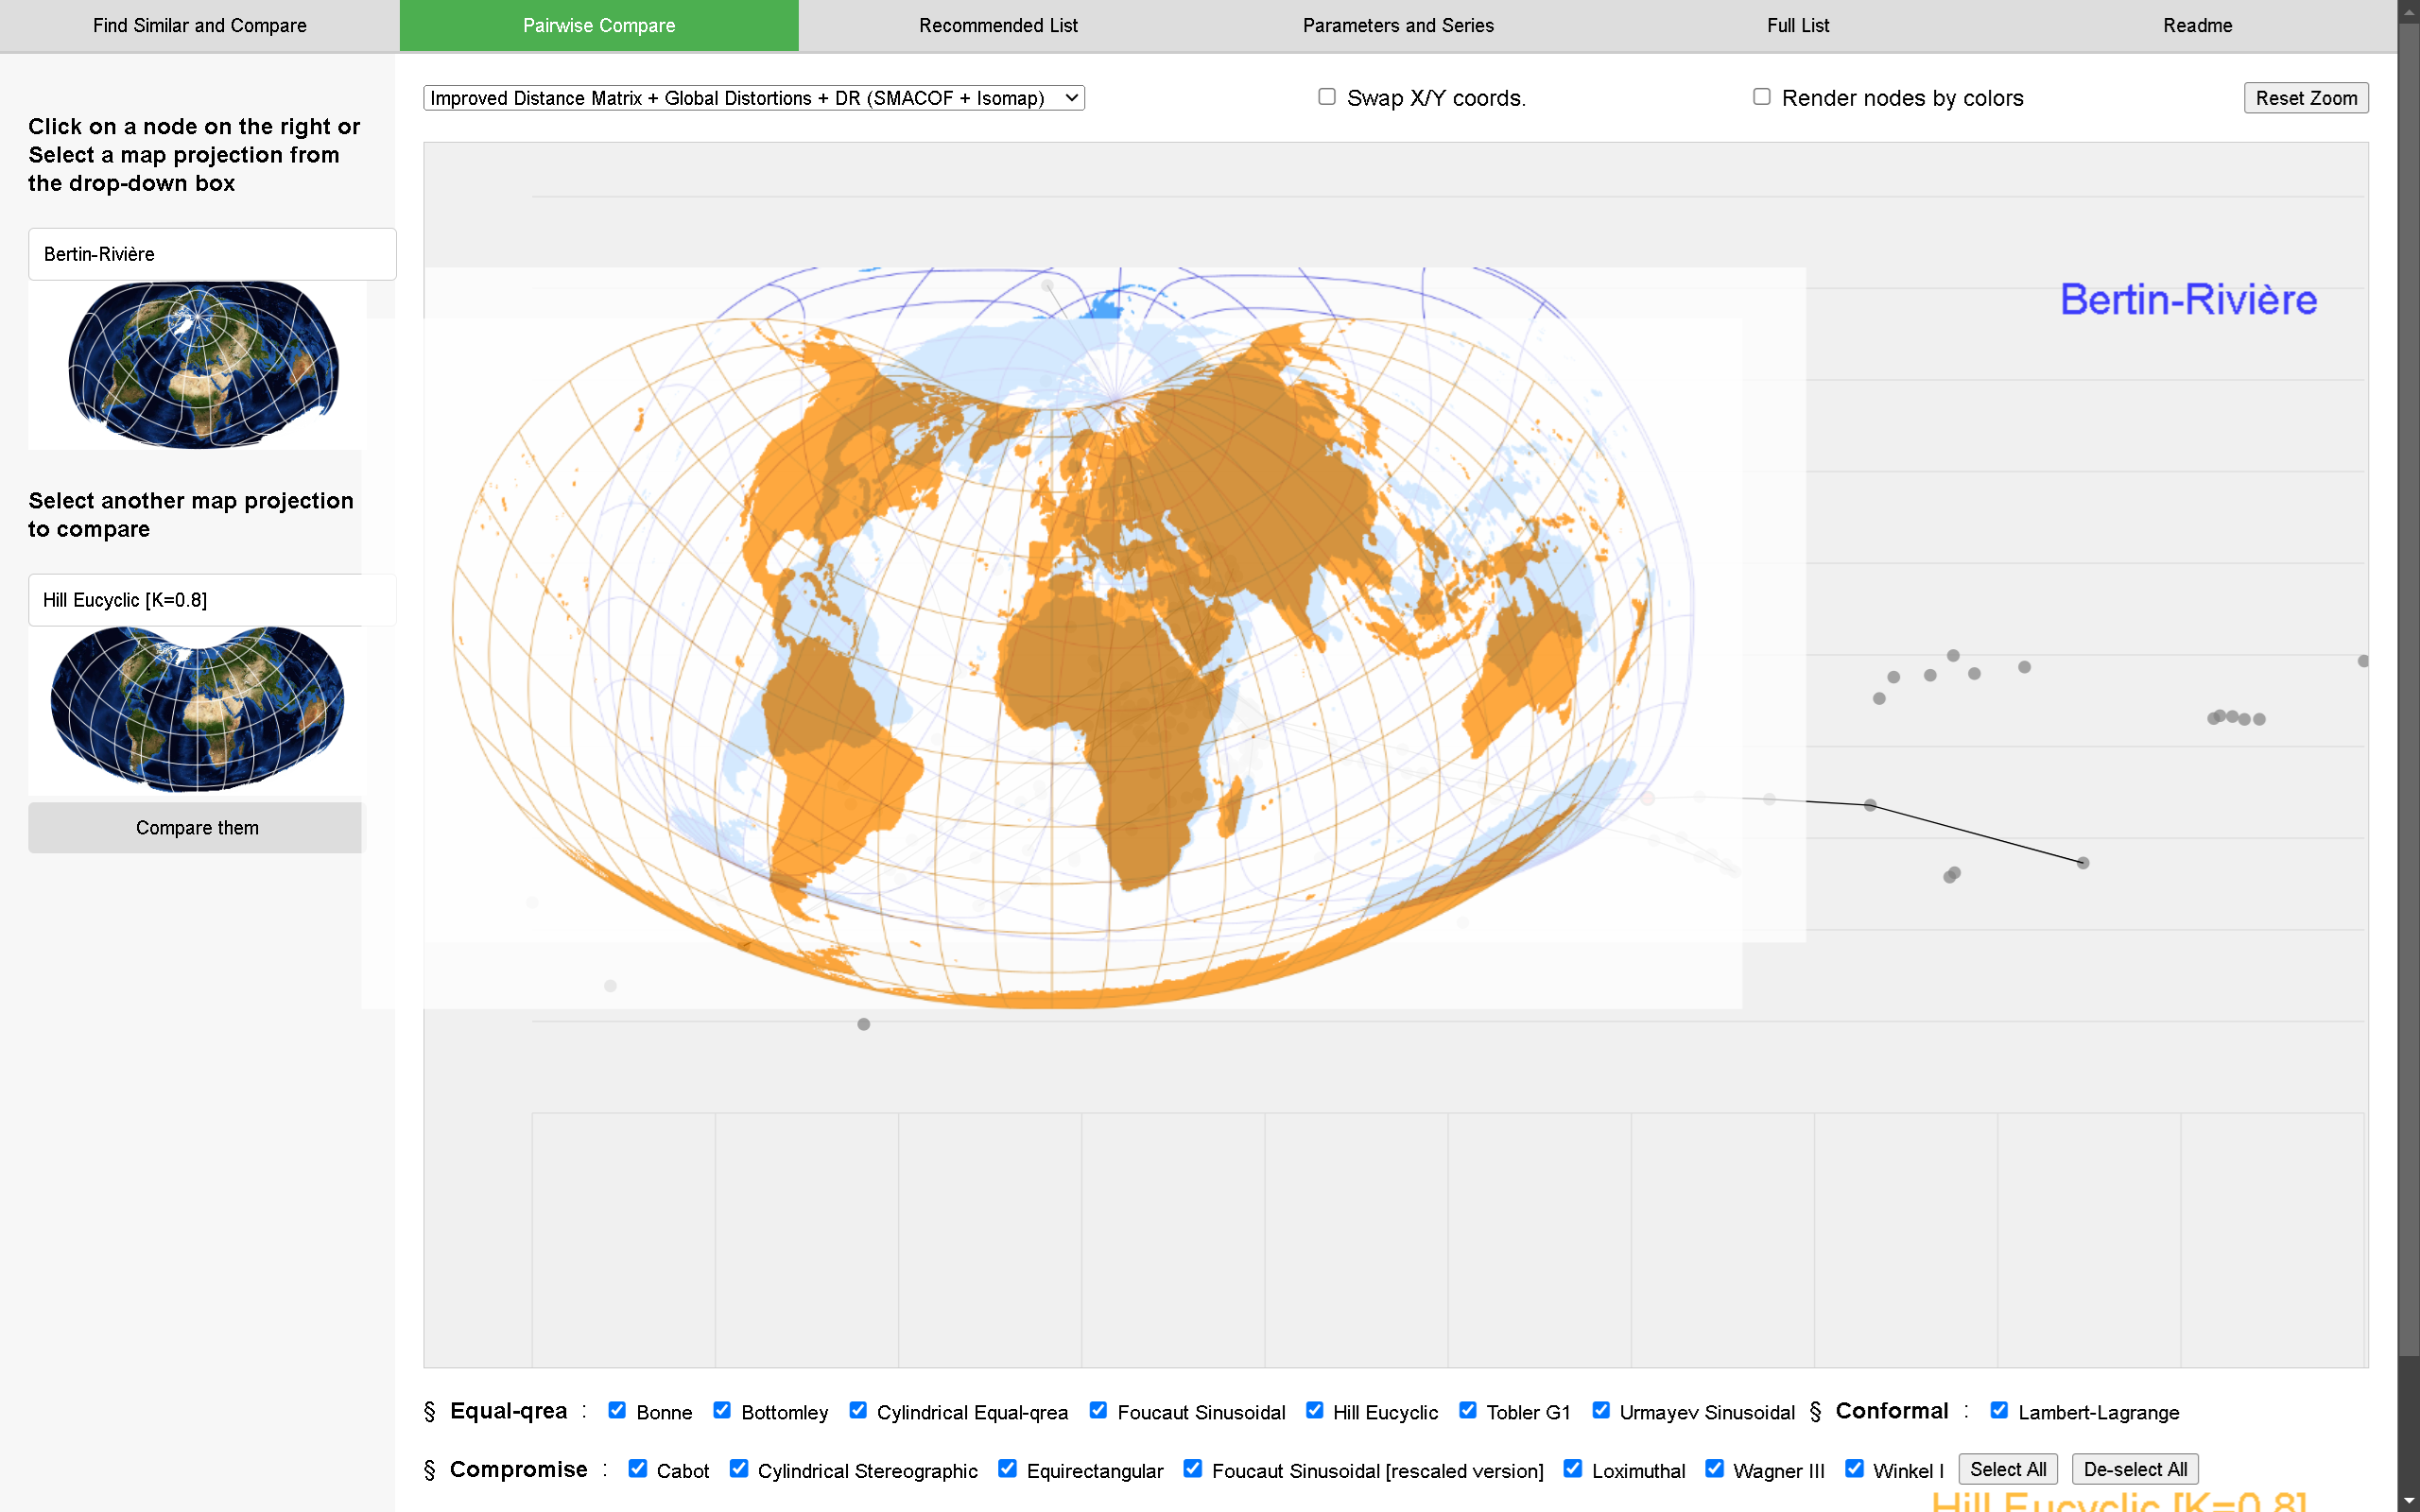 Find Similar and Compare
Pairwise Compare
Recommended List
Parameters and Series
Full List
Readme
Click on a node on the right or
Select a map projection from
the drop-down box
Bertin-Rivière
Select another map projection
to compare
Hill Eucyclic [K=0.8]
Compare them
Improved Distance Matrix + Global Distortions + DR (SMACOF + Isomap)
Swap X/Y coords.
Render nodes by colors
Reset Zoom
Bertin-Rivière
§ Equal-qrea : Bonne Bottomley Cylindrical Equal-qrea Foucaut Sinusoidal Hill Eucyclic Tobler G1 Urmayev Sinusoidal § Conformal : Lambert-Lagrange
§ Compromise : Cabot Cylindrical Stereographic Equirectangular Foucaut Sinusoidal [rescaled version] Loximuthal Wagner III Winkel I Select All De-select All
Hill Eucyclic [K=0.8]